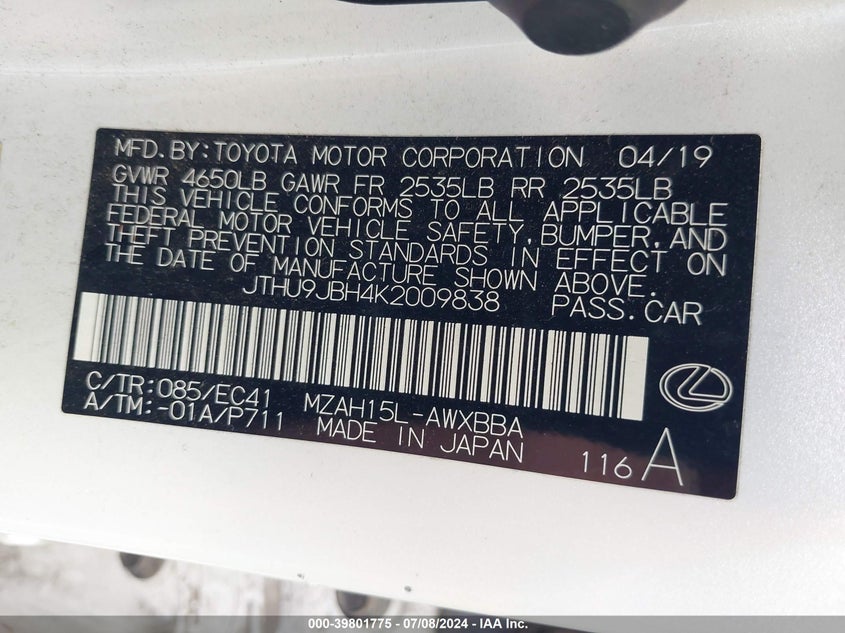 MFD.BY:TOYOTA MOTOR CORPORATION 04/19
GVWR 4650LB GAWR FR 2535LB RR 2535LB
THIS VEHICLE CONFORMS TO ALL APPLICABLE
FEDERAL MOTOR VEHICLE SAFETY,BUMPER,AND
THEFT PREVENTION STANDARDS IN EFFECT ON
THE DATE OF MANUFACTURE SHOWN ABOVE.
JTHU9JBH4K2009838 PASS.CAR
C/TR:085/EC41 MZAH15L-AWXBBA
A/TM:-01A/P711 MADE IN JAPAN
116A
000-39801775 - 07/08/2024 - IAA Inc.